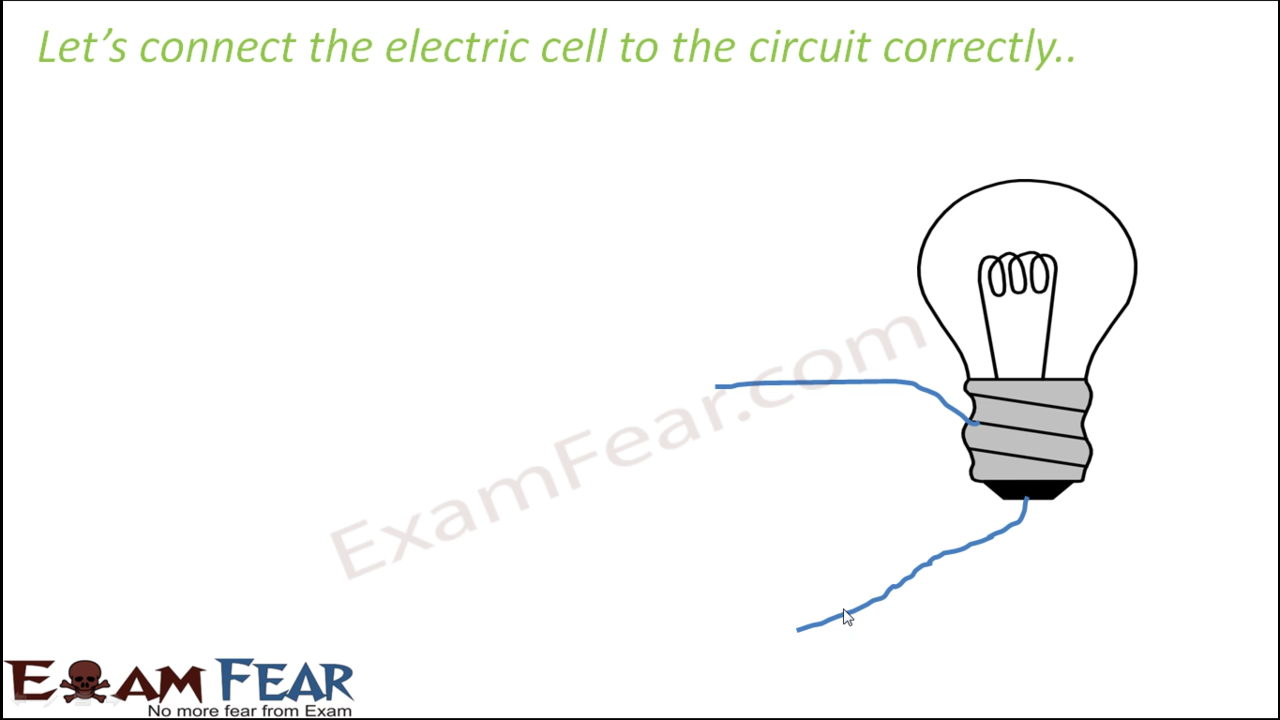 Let's connect the electric cell to the circuit correctly..
ExamFear.com
EXAM FEAR
No more fear from Exam